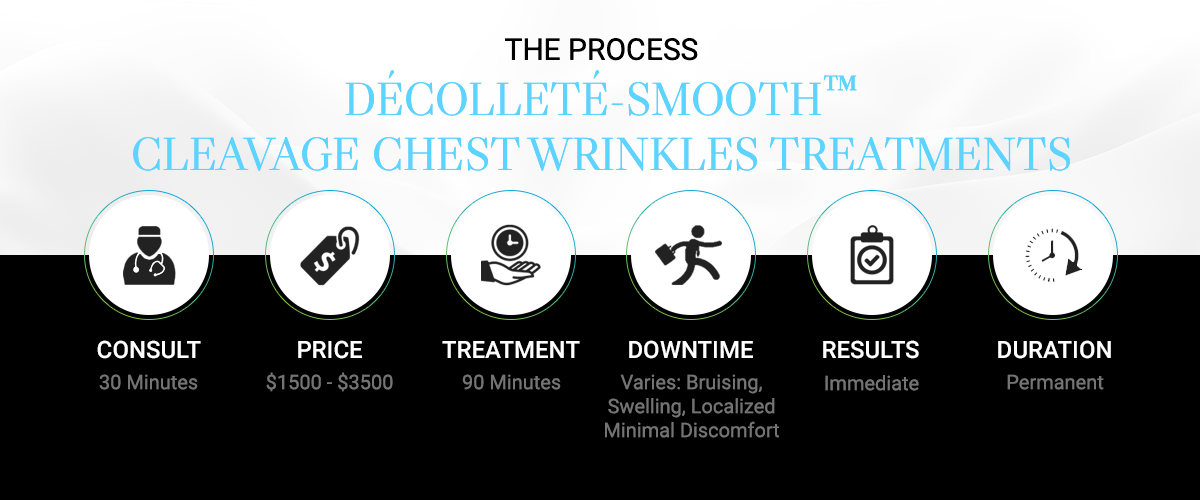 THE PROCESS
DÉCOLLETÉ-SMOOTH™
CLEAVAGE CHEST WRINKLES TREATMENTS
CONSULT
30 Minutes
PRICE
$1500 - $3500
TREATMENT
90 Minutes
DOWNTIME
Varies: Bruising,
Swelling, Localized
Minimal Discomfort
RESULTS
Immediate
DURATION
Permanent